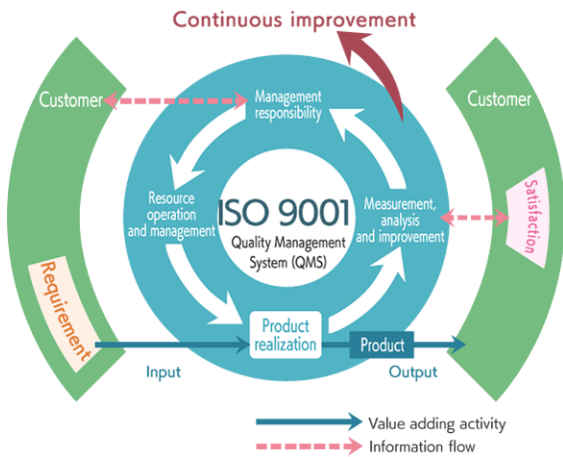 Continuous improvement
Customer
Management
responsibility
Customer
Resource
operation
and management
ISO 9001
Quality Management
System (QMS)
Measurement,
analysis
and improvement
Satisfaction
Requirement
Product
realization
Product
Input
Output
Value adding activity
Information flow